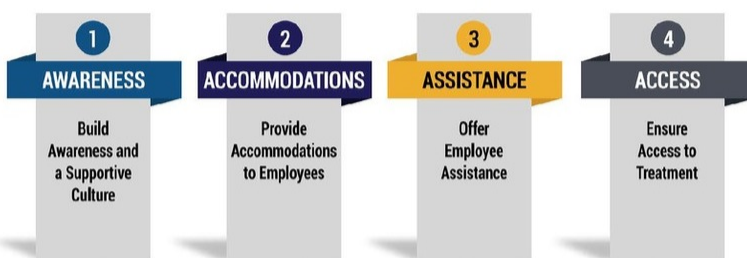 1
AWARENESS
Build
Awareness and
a Supportive
Culture
2
ACCOMMODATIONS
Provide
Accommodations
to Employees
3
ASSISTANCE
Offer
Employee
Assistance
4
ACCESS
Ensure
Access to
Treatment